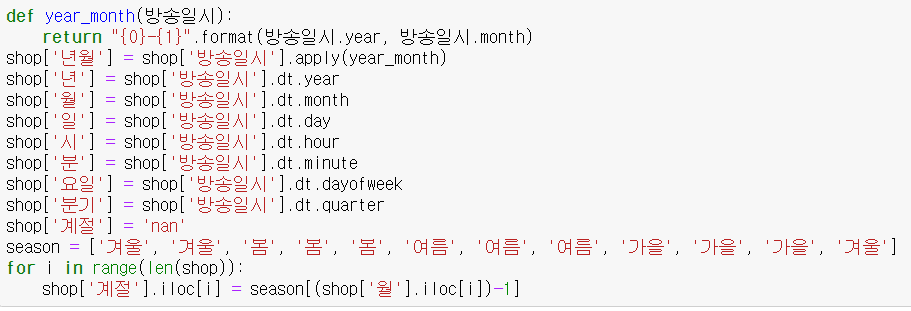 def year_month(방송일시):
    return "{0}-{1}".format(방송일시.year, 방송일시.month)
shop['년월'] = shop['방송일시'].apply(year_month)
shop['년'] = shop['방송일시'].dt.year
shop['월'] = shop['방송일시'].dt.month
shop['일'] = shop['방송일시'].dt.day
shop['시'] = shop['방송일시'].dt.hour
shop['분'] = shop['방송일시'].dt.minute
shop['요일'] = shop['방송일시'].dt.dayofweek
shop['분기'] = shop['방송일시'].dt.quarter
shop['계절'] = 'nan'
season = ['겨울', '겨울', '봄', '봄', '봄', '여름', '여름', '여름', '가을', '가을', '가을', '겨울']
for i in range(len(shop)):
    shop['계절'].iloc[i] = season[(shop['월'].iloc[i])-1]